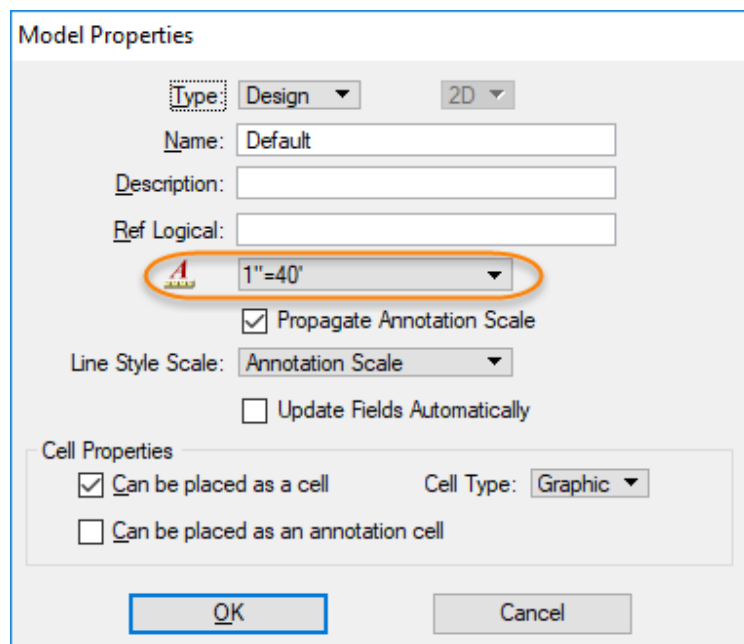 Model Properties
Type: Design 2D
Name: Default
Description:
Ref Logical:
A 1"=40'
Propagate Annotation Scale
Line Style Scale: Annotation Scale
Update Fields Automatically
Cell Properties
Can be placed as a cell Cell Type: Graphic
Can be placed as an annotation cell
OK Cancel